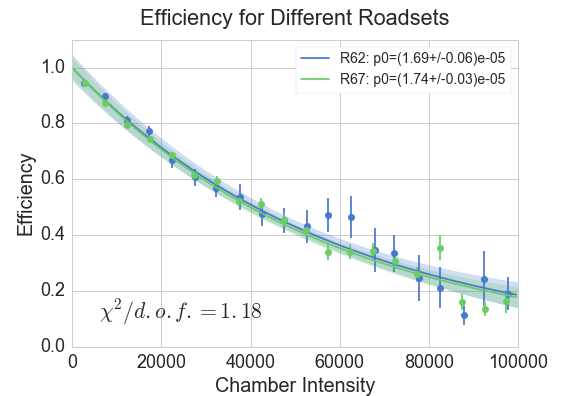 Efficiency for Different Roadsets
R62: p0=(1.69+/-0.06)e-05
R67: p0=(1.74+/-0.03)e-05
1.0
0.8
0.6
0.4
0.2
0.0
Efficiency
χ²/d.o.f. = 1.18
0 20000 40000 60000 80000 100000
Chamber Intensity